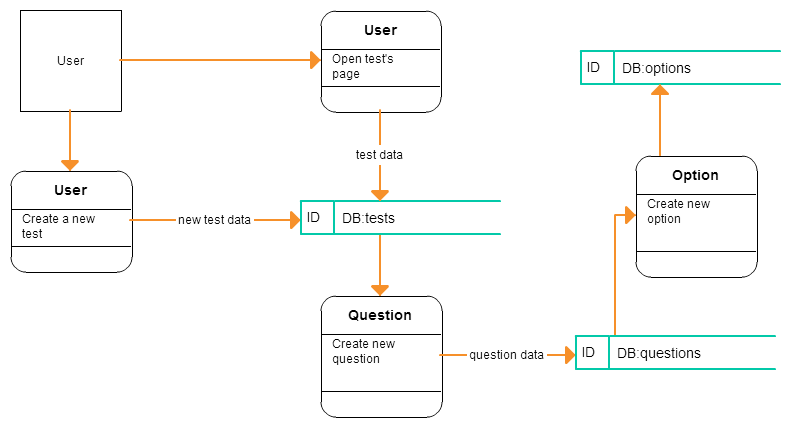 User
User
Open test's
page
ID DB:options
test data
User
Create a new
test
new test data
ID DB:tests
Option
Create new
option
Question
Create new
question
question data
ID DB:questions